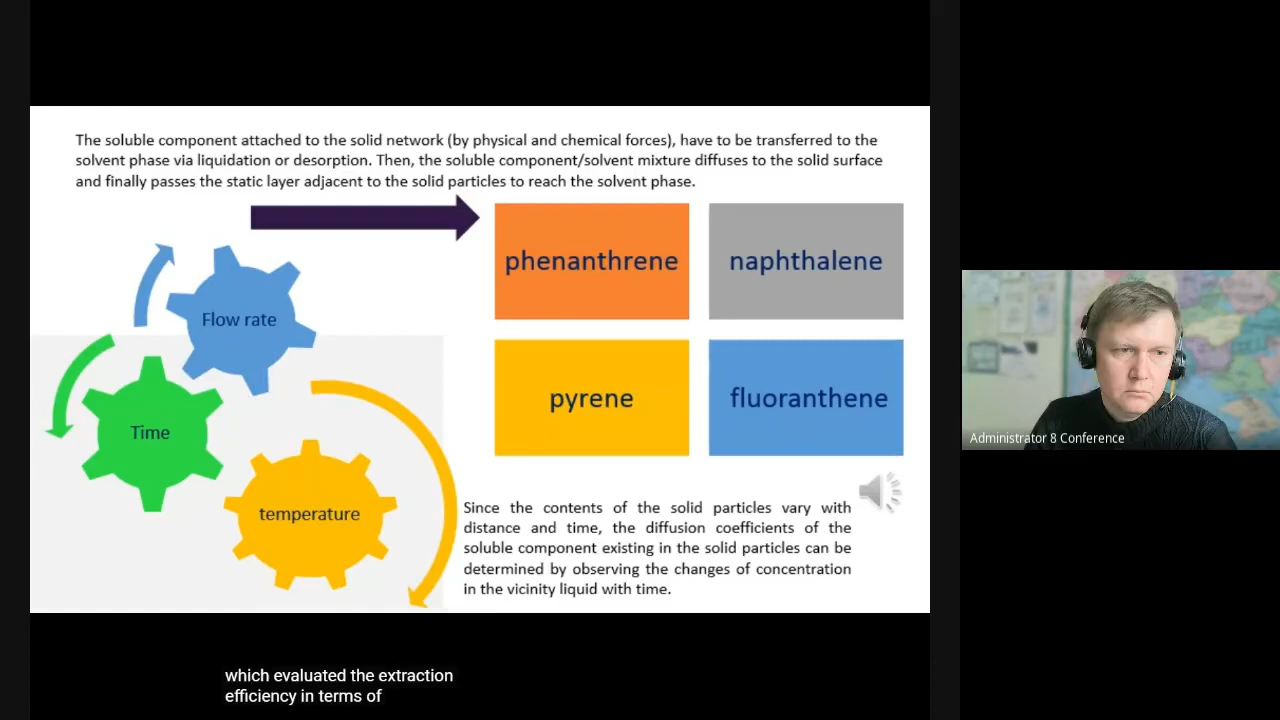 The soluble component attached to the solid network (by physical and chemical forces), have to be transferred to the
solvent phase via liquidation or desorption. Then, the soluble component/solvent mixture diffuses to the solid surface
and finally passes the static layer adjacent to the solid particles to reach the solvent phase.
phenanthrene
naphthalene
Flow rate
pyrene
fluoranthene
Time
temperature
Since the contents of the solid particles vary with
distance and time, the diffusion coefficients of the
soluble component existing in the solid particles can be
determined by observing the changes of concentration
in the vicinity liquid with time.
Administrator 8 Conference
which evaluated the extraction
efficiency in terms of